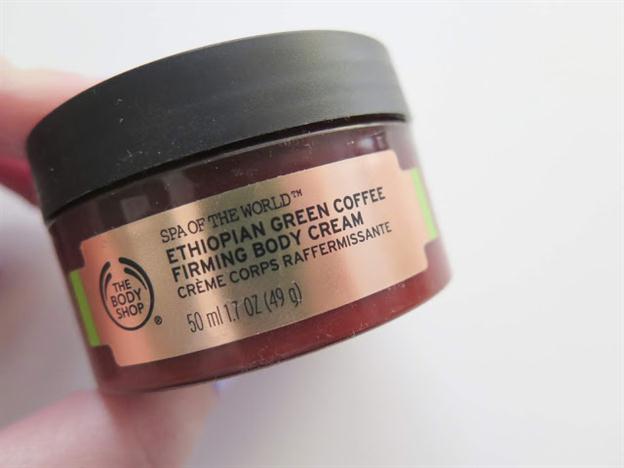 SPA OF THE WORLD™
ETHIOPIAN GREEN COFFEE
FIRMING BODY CREAM
CRÈME CORPS RAFFERMISSANTE
50 ml 1.7 OZ (49 g)
THE
BODY
SHOP®